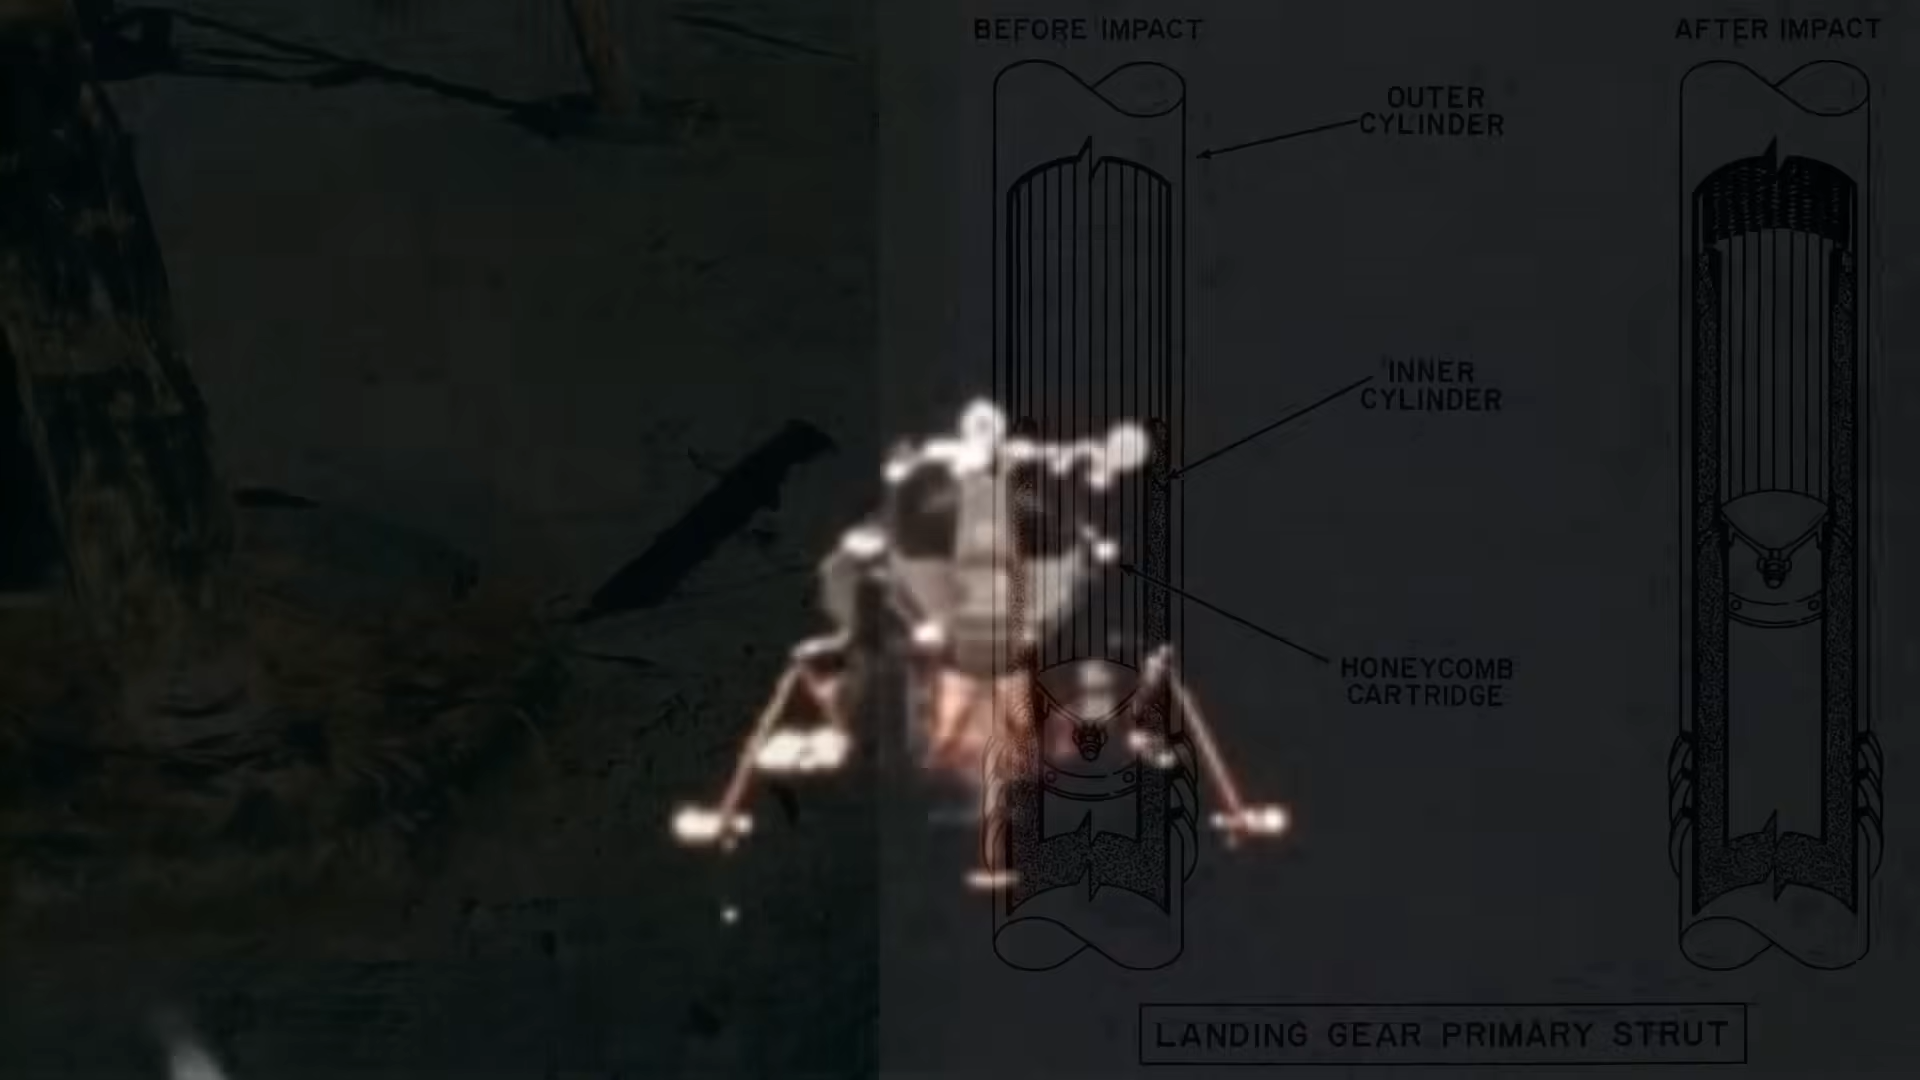 BEFORE IMPACT
AFTER IMPACT
OUTER
CYLINDER
INNER
CYLINDER
HONEYCOMB
CARTRIDGE
LANDING GEAR PRIMARY STRUT